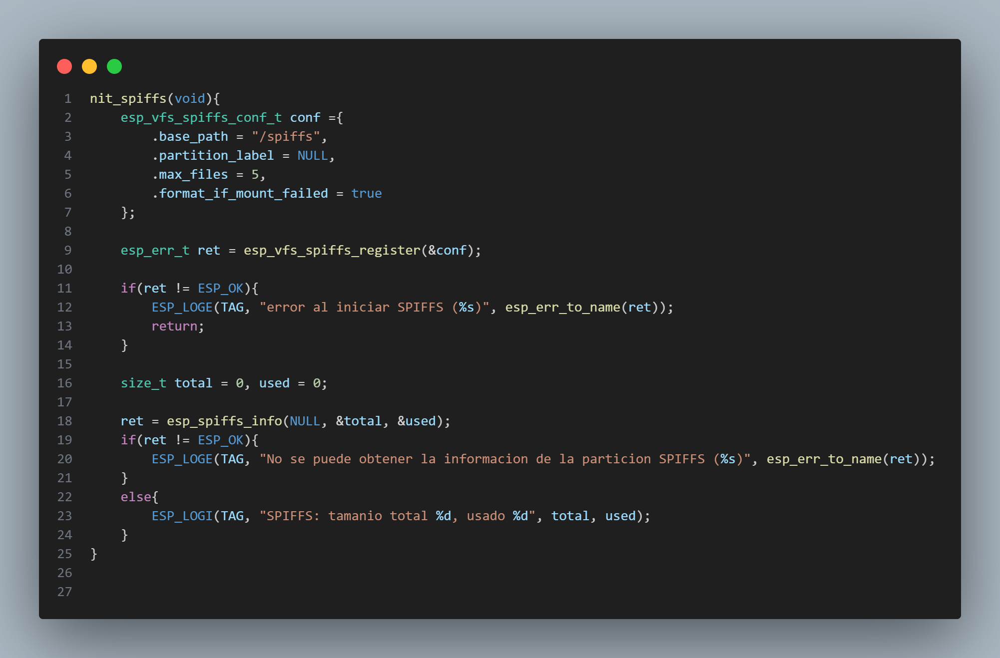 1 nit_spiffs(void){
2     esp_vfs_spiffs_conf_t conf ={
3         .base_path = "/spiffs",
4         .partition_label = NULL,
5         .max_files = 5,
6         .format_if_mount_failed = true
7     };
8
9     esp_err_t ret = esp_vfs_spiffs_register(&conf);
10
11     if(ret != ESP_OK){
12         ESP_LOGE(TAG, "error al iniciar SPIFFS (%s)", esp_err_to_name(ret));
13         return;
14     }
15
16     size_t total = 0, used = 0;
17
18     ret = esp_spiffs_info(NULL, &total, &used);
19     if(ret != ESP_OK){
20         ESP_LOGE(TAG, "No se puede obtener la informacion de la particion SPIFFS (%s)", esp_err_to_name(ret));
21     }
22     else{
23         ESP_LOGI(TAG, "SPIFFS: tamanio total %d, usado %d", total, used);
24     }
25 }
26
27